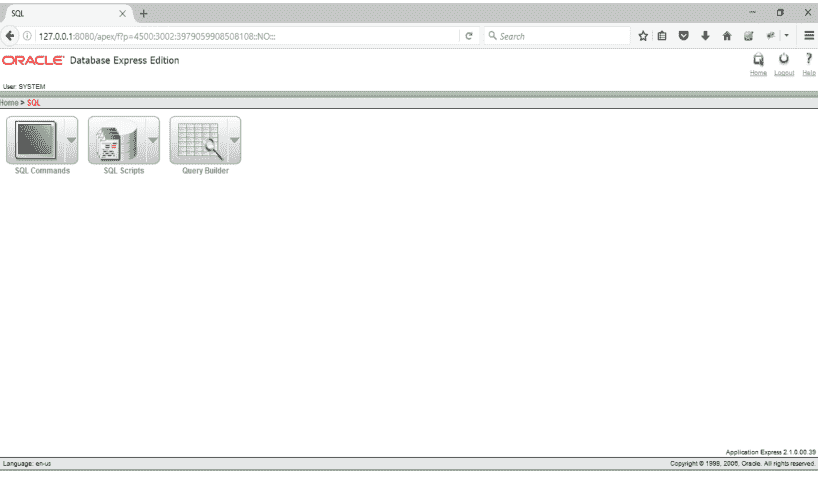 SQL
127.0.0.1:8080/apex/f?p=4500:3002:3979059908508108::NO:::
Search
ORACLE Database Express Edition
Home Logout Help
User: SYSTEM
Home > SQL
SQL Commands SQL Scripts Query Builder
Application Express 2.1.0.00.39
Language: en-us Copyright © 1999, 2006, Oracle. All rights reserved.